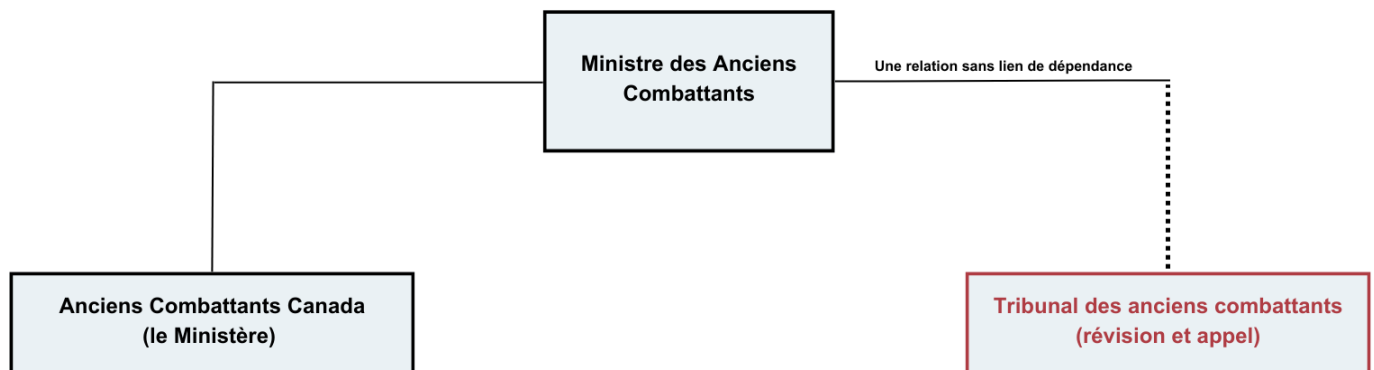 Ministre des Anciens
Combattants
Une relation sans lien de dépendance
Anciens Combattants Canada
(le Ministère)
Tribunal des anciens combattants
(révision et appel)